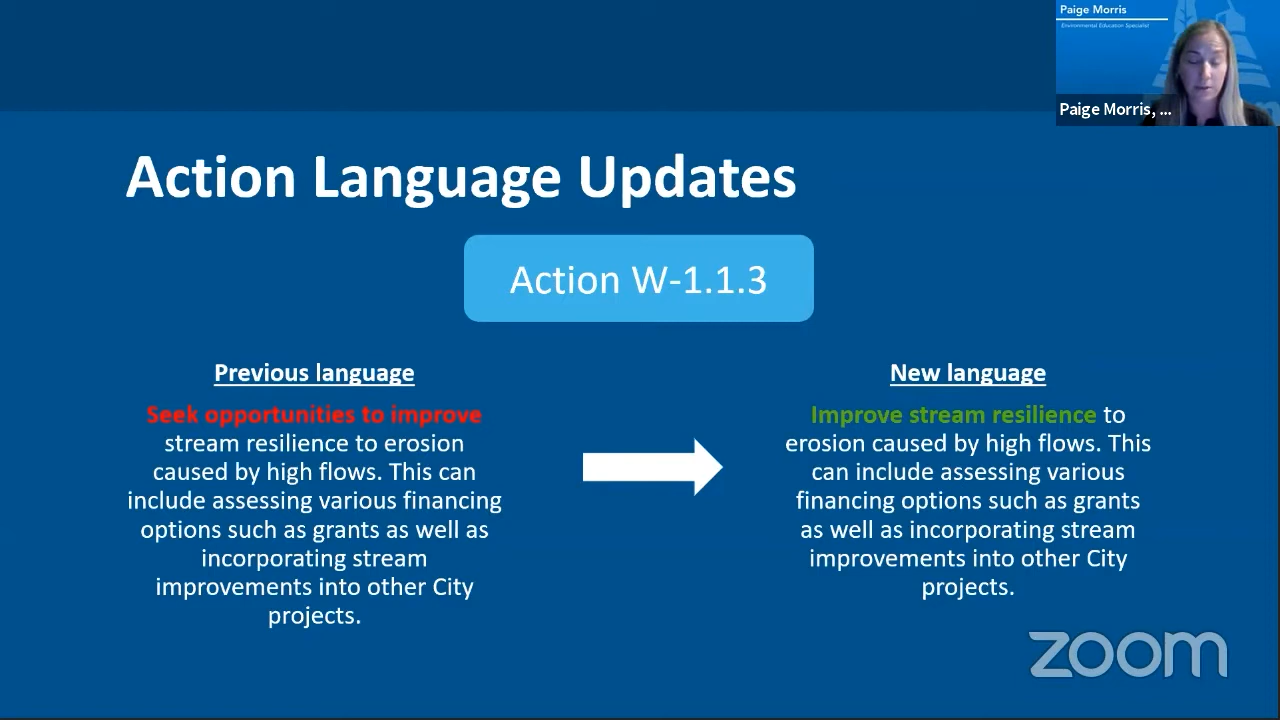 Paige Morris
Environmental Education Specialist
Paige Morris, ...
Action Language Updates
Action W-1.1.3
Previous language
Seek opportunities to improve
stream resilience to erosion
caused by high flows. This can
include assessing various financing
options such as grants as well as
incorporating stream
improvements into other City
projects.
New language
Improve stream resilience to
erosion caused by high flows. This
can include assessing various
financing options such as grants
as well as incorporating stream
improvements into other City
projects.
zoom